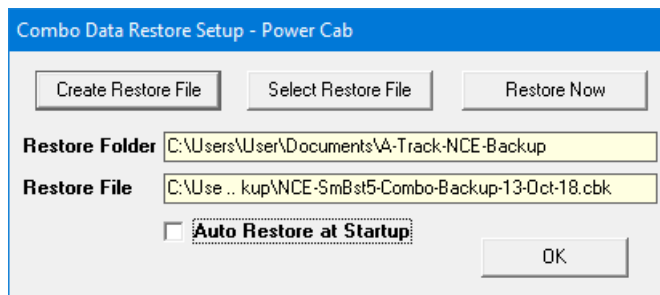 Combo Data Restore Setup - Power Cab
Create Restore File Select Restore File Restore Now
Restore Folder C:\Users\User\Documents\A-Track-NCE-Backup
Restore File C:\Use .. kup\NCE-SmBst5-Combo-Backup-13-Oct-18.cbk
Auto Restore at Startup
OK